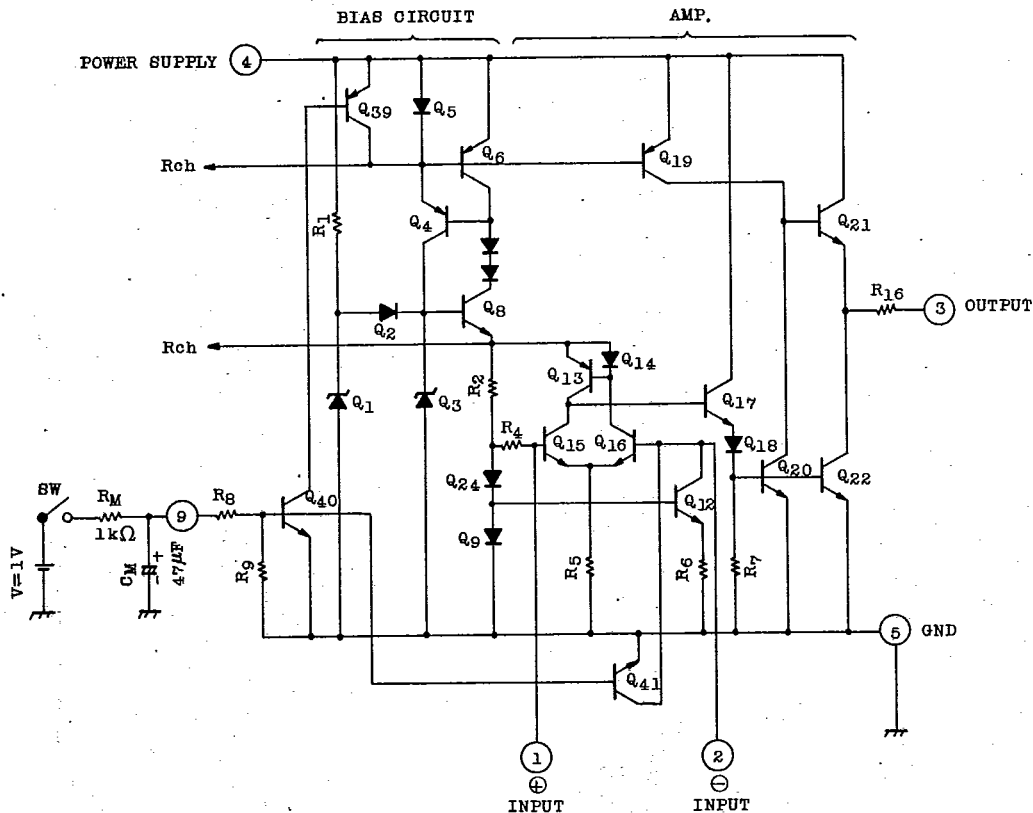 BIAS CIRCUIT
AMP.
POWER SUPPLY 4
Q39
Q5
Q6
Q19
Rch
R1
Q4
Q21
Q8
R16
3 OUTPUT
Q2
Rch
Q14
Q13
R2
Q1
Q3
Q17
R4
Q15
Q16
Q18
Q24
Q20
Q22
SW
RM
1kΩ
9
R8
Q40
Q12
V=1V
CM
+
-
47μF
R9
Q9
R5
R6
R7
5 GND
Q41
1
2
⊕
⊖
INPUT
INPUT